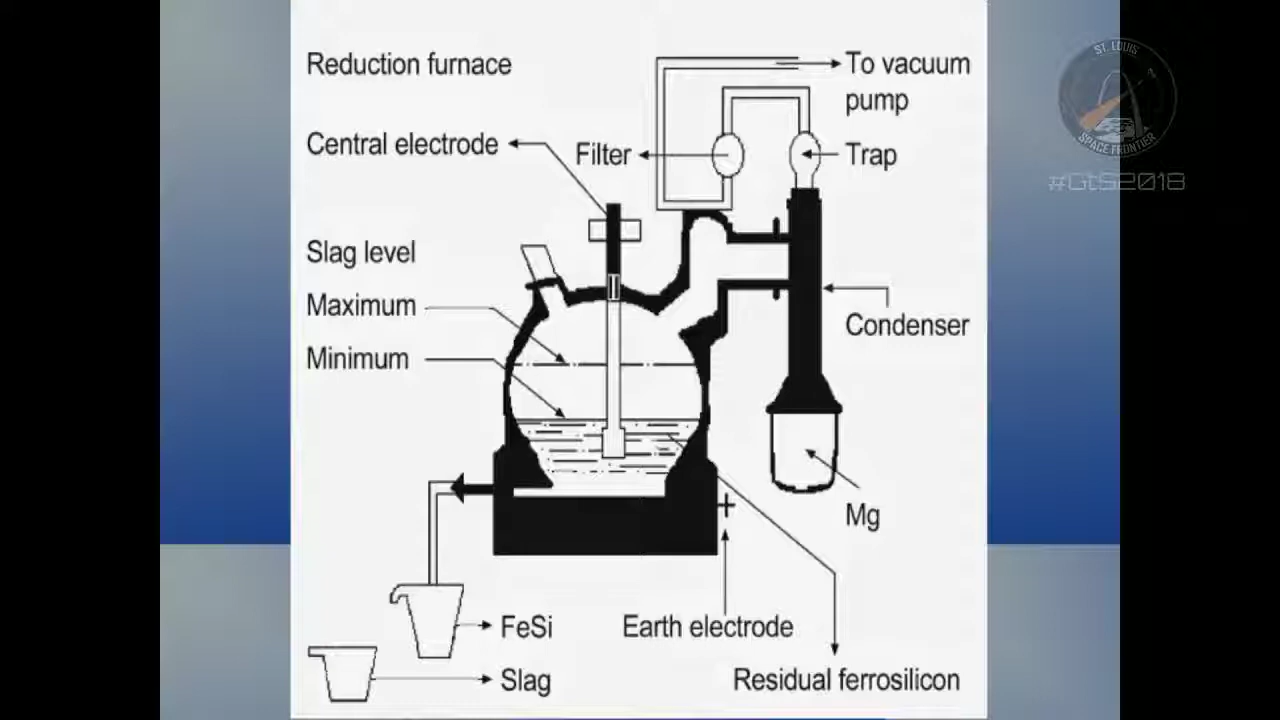 Reduction furnace
To vacuum
pump
Central electrode
Filter
Trap
Slag level
Maximum
Condenser
Minimum
Mg
FeSi
Earth electrode
Slag
Residual ferrosilicon
ST. LOUIS
SPACE FRONTIER
#GtS2018